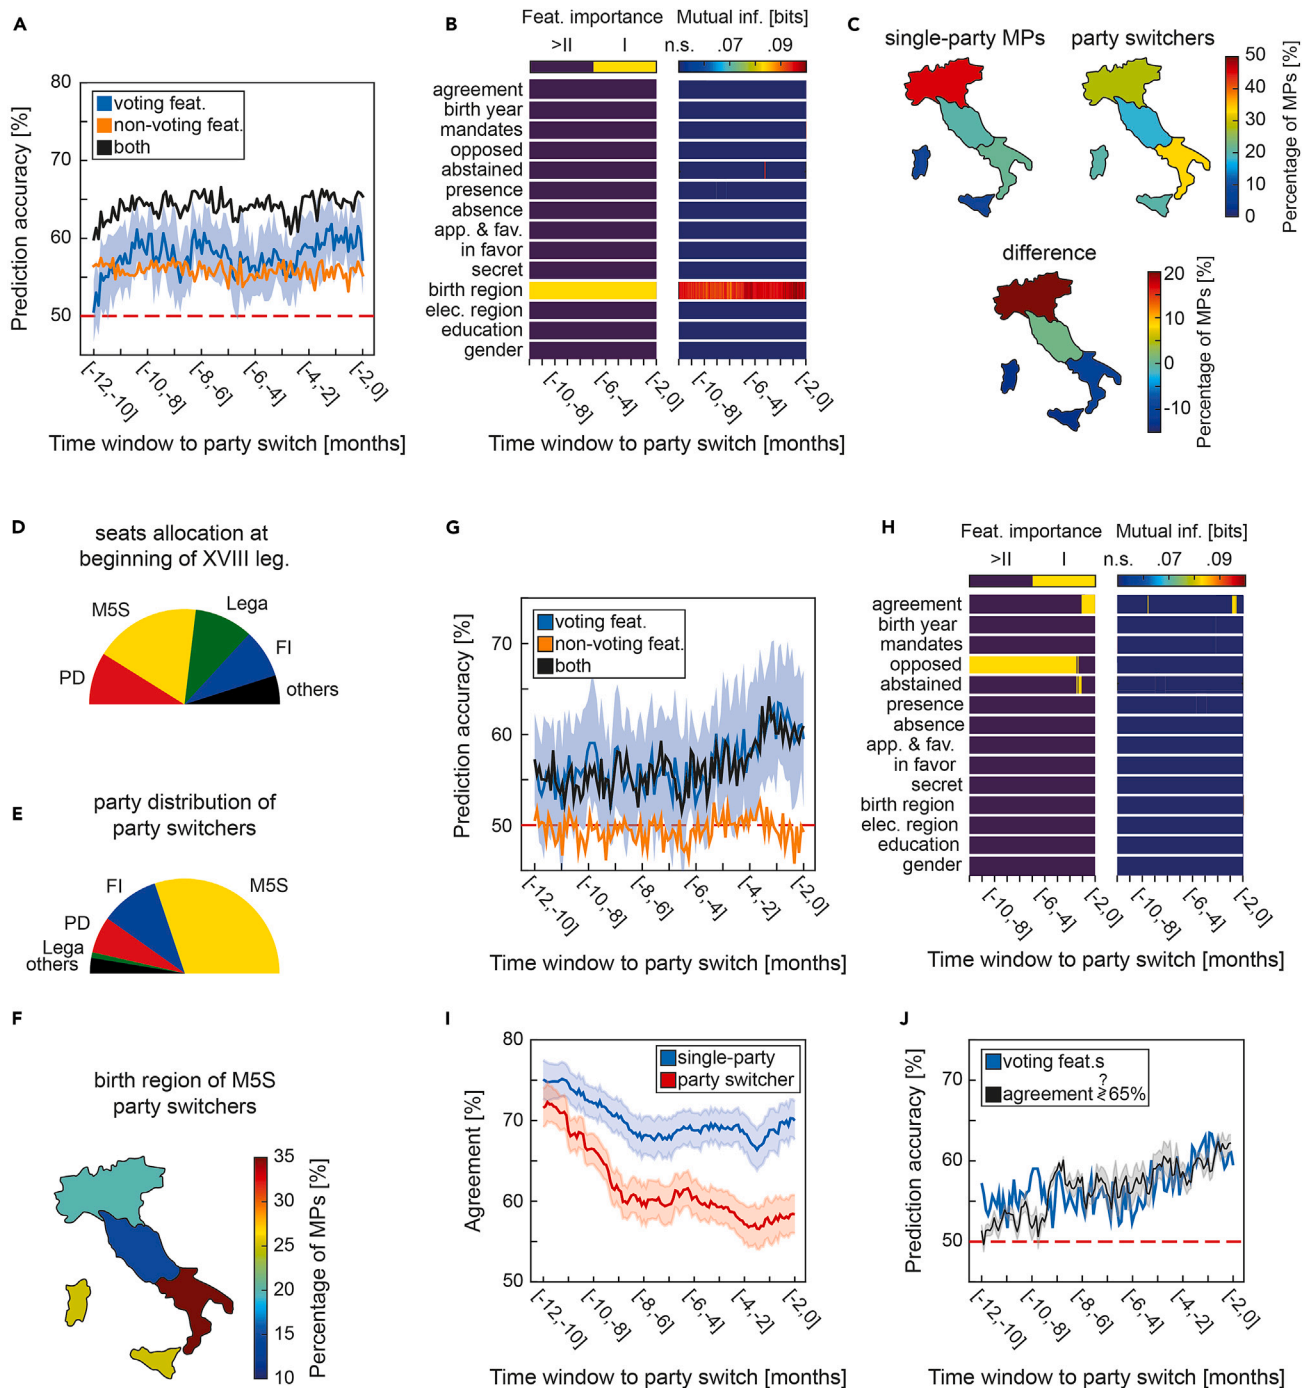 A
Prediction accuracy [%]
80
70
60
50
voting feat.
non-voting feat.
both
[-12,-10]
[-10,-8]
[-8,-6]
[-6,-4]
[-4,-2]
[-2,0]
Time window to party switch [months]
B
Feat. importance
>II I
Mutual inf. [bits]
n.s. .07 .09
agreement
birth year
mandates
opposed
abstained
presence
absence
app. & fav.
in favor
secret
birth region
elec. region
education
gender
[-10,-8]
[-6,-4]
[-2,0]
[-10,-8]
[-6,-4]
[-2,0]
Time window to party switch [months]
C
single-party MPs
party switchers
50
40
30
20
10
0
Percentage of MPs [%]
difference
20
10
0
-10
Percentage of MPs [%]
D
seats allocation at
beginning of XVIII leg.
PD
M5S
Lega
FI
others
E
party distribution of
party switchers
M5S
FI
PD
Lega
others
F
birth region of M5S
party switchers
35
30
25
20
15
10
Percentage of MPs [%]
G
Prediction accuracy [%]
70
60
50
voting feat.
non-voting feat.
both
[-12,-10]
[-10,-8]
[-8,-6]
[-6,-4]
[-4,-2]
[-2,0]
Time window to party switch [months]
H
Feat. importance
>II I
Mutual inf. [bits]
n.s. .07 .09
agreement
birth year
mandates
opposed
abstained
presence
absence
app. & fav.
in favor
secret
birth region
elec. region
education
gender
[-10,-8]
[-6,-4]
[-2,0]
[-10,-8]
[-6,-4]
[-2,0]
Time window to party switch [months]
I
Agreement [%]
80
70
60
50
single-party
party switcher
[-12,-10]
[-10,-8]
[-8,-6]
[-6,-4]
[-4,-2]
[-2,0]
Time window to party switch [months]
J
Prediction accuracy [%]
70
60
50
voting feat.s
?
agreement ≷65%
[-12,-10]
[-10,-8]
[-8,-6]
[-6,-4]
[-4,-2]
[-2,0]
Time window to party switch [months]